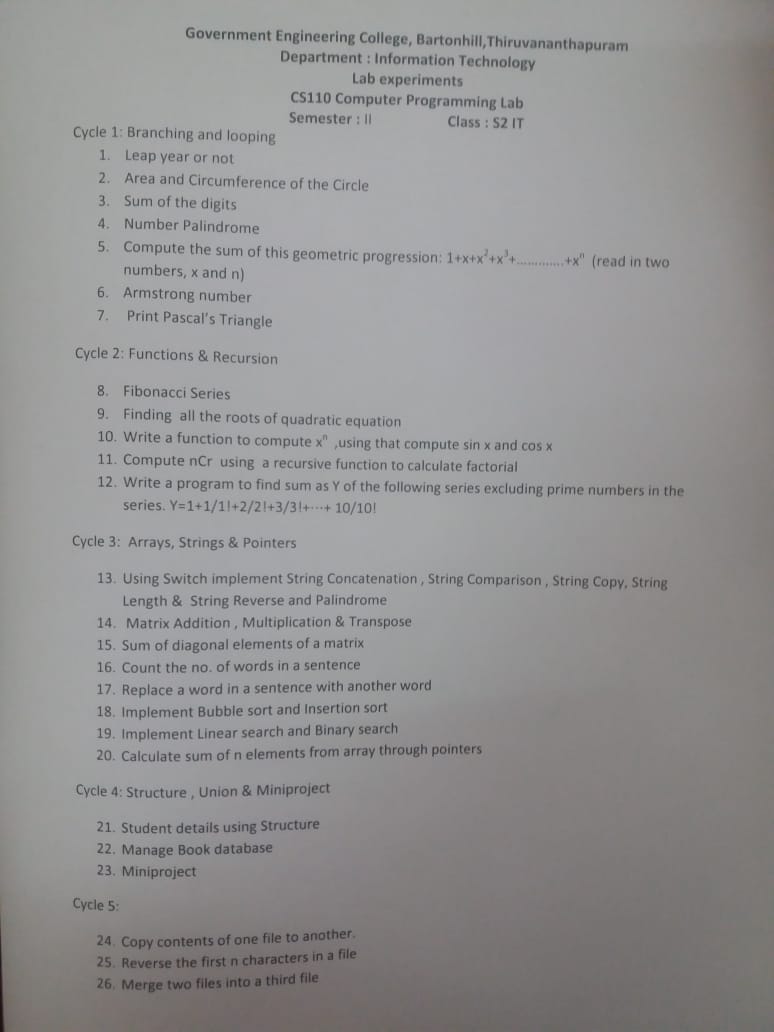 Government Engineering College, Bartonhill,Thiruvananthapuram
Department : Information Technology
Lab experiments
CS110 Computer Programming Lab
Semester : II Class : S2 IT
Cycle 1: Branching and looping
1. Leap year or not
2. Area and Circumference of the Circle
3. Sum of the digits
4. Number Palindrome
5. Compute the sum of this geometric progression: 1+x+x²+x³+.............+xⁿ (read in two
numbers, x and n)
6. Armstrong number
7. Print Pascal's Triangle
Cycle 2: Functions & Recursion
8. Fibonacci Series
9. Finding all the roots of quadratic equation
10. Write a function to compute xⁿ ,using that compute sin x and cos x
11. Compute nCr using a recursive function to calculate factorial
12. Write a program to find sum as Y of the following series excluding prime numbers in the
series. Y=1+1/1!+2/2!+3/3!+···+ 10/10!
Cycle 3: Arrays, Strings & Pointers
13. Using Switch implement String Concatenation , String Comparison , String Copy, String
Length & String Reverse and Palindrome
14. Matrix Addition , Multiplication & Transpose
15. Sum of diagonal elements of a matrix
16. Count the no. of words in a sentence
17. Replace a word in a sentence with another word
18. Implement Bubble sort and Insertion sort
19. Implement Linear search and Binary search
20. Calculate sum of n elements from array through pointers
Cycle 4: Structure , Union & Miniproject
21. Student details using Structure
22. Manage Book database
23. Miniproject
Cycle 5:
24. Copy contents of one file to another.
25. Reverse the first n characters in a file
26. Merge two files into a third file